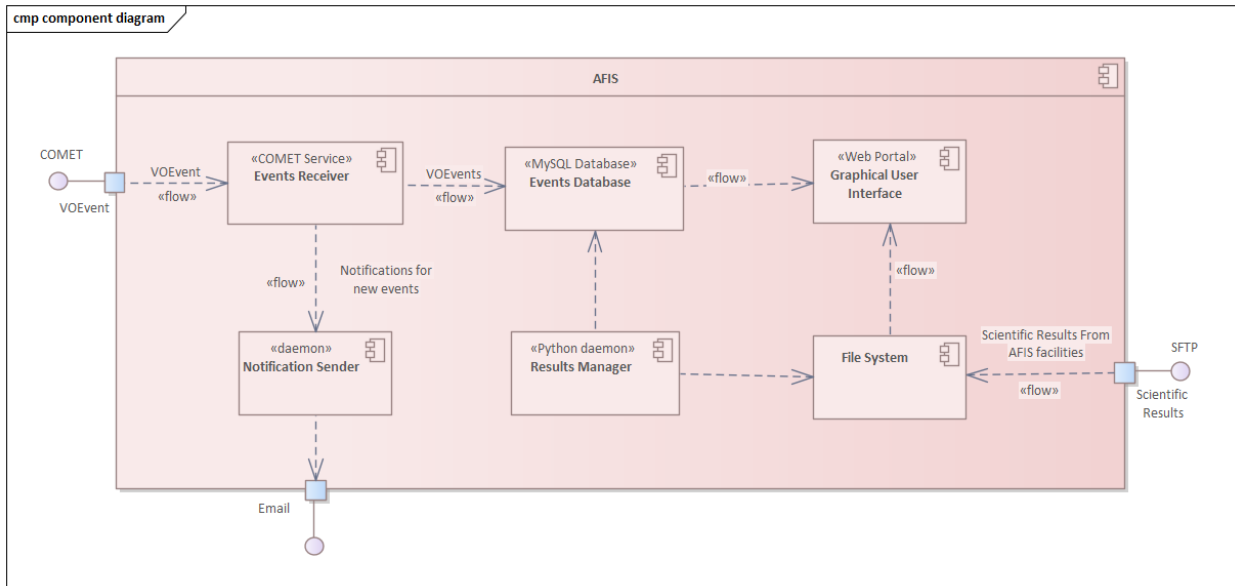 cmp component diagram
AFIS
COMET
VOEvent
VOEvent
«flow»
«COMET Service»
Events Receiver
VOEvents
«flow»
«MySQL Database»
Events Database
«flow»
«Web Portal»
Graphical User
Interface
«flow»
Notifications for
new events
«flow»
«daemon»
Notification Sender
«Python daemon»
Results Manager
File System
Scientific Results From
AFIS facilities
«flow»
SFTP
Scientific
Results
Email